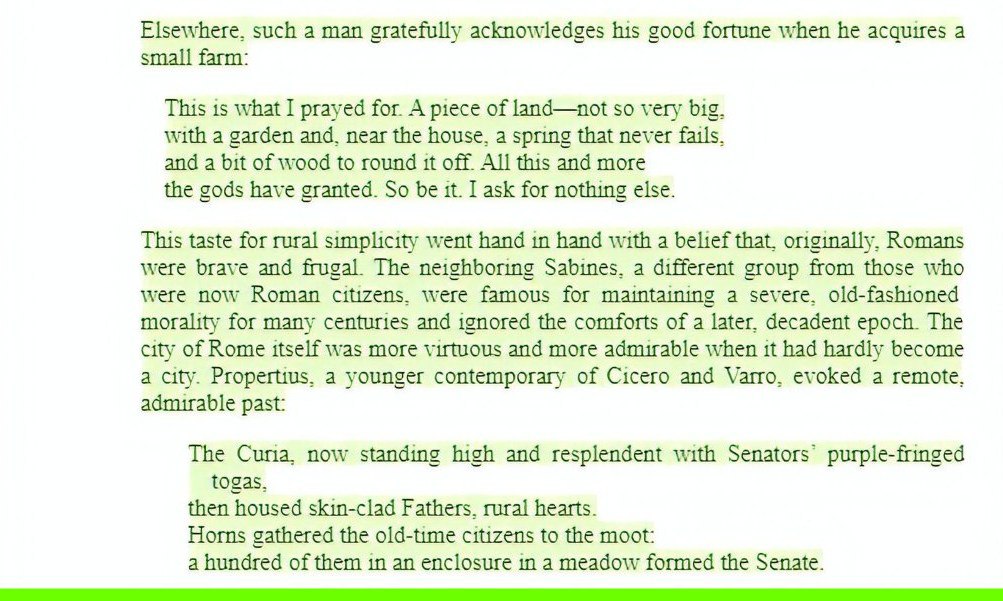 Elsewhere, such a man gratefully acknowledges his good fortune when he acquires a
small farm:
This is what I prayed for. A piece of land—not so very big,
with a garden and, near the house, a spring that never fails,
and a bit of wood to round it off. All this and more
the gods have granted. So be it. I ask for nothing else.
This taste for rural simplicity went hand in hand with a belief that, originally, Romans
were brave and frugal. The neighboring Sabines, a different group from those who
were now Roman citizens, were famous for maintaining a severe, old-fashioned
morality for many centuries and ignored the comforts of a later, decadent epoch. The
city of Rome itself was more virtuous and more admirable when it had hardly become
a city. Propertius, a younger contemporary of Cicero and Varro, evoked a remote,
admirable past:
The Curia, now standing high and resplendent with Senators' purple-fringed
togas,
then housed skin-clad Fathers, rural hearts.
Horns gathered the old-time citizens to the moot:
a hundred of them in an enclosure in a meadow formed the Senate.